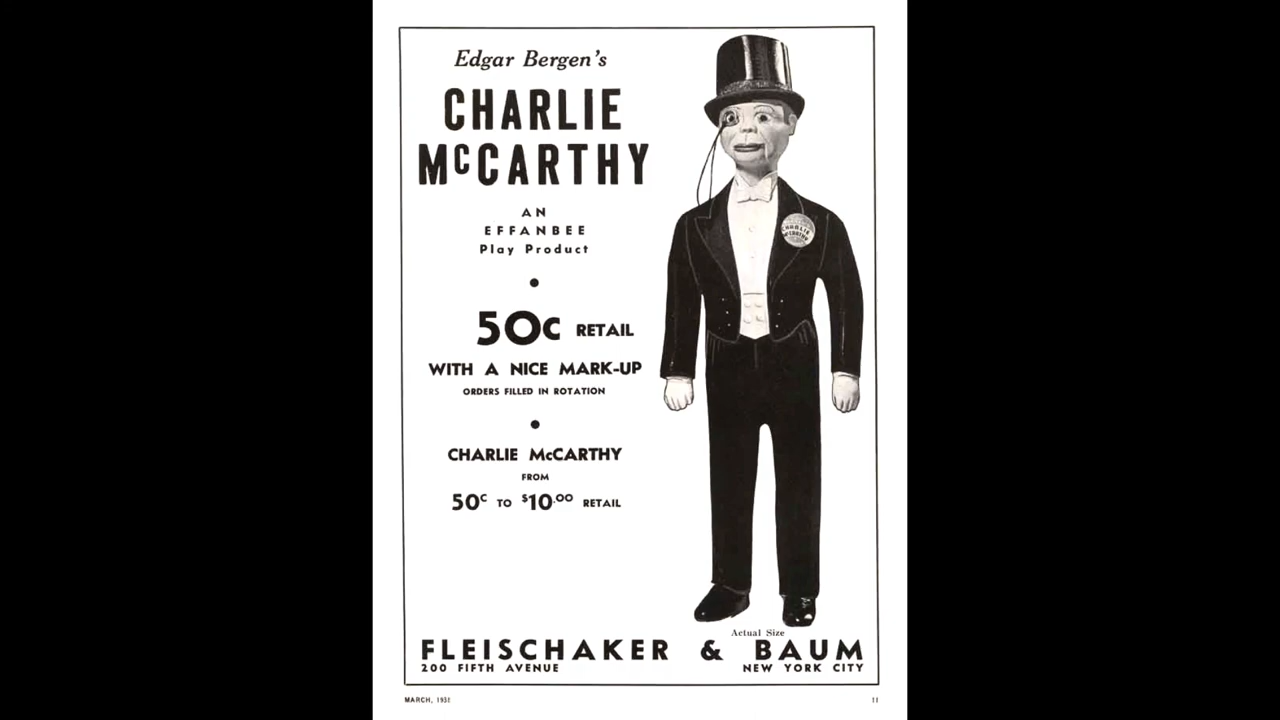 Edgar Bergen's
CHARLIE
McCARTHY
AN
EFFANBEE
Play Product
50c RETAIL
WITH A NICE MARK-UP
ORDERS FILLED IN ROTATION
CHARLIE McCARTHY
FROM
50c TO $10.00 RETAIL
CHARLIE
McCARTHY
Actual Size
FLEISCHAKER & BAUM
200 FIFTH AVENUE
NEW YORK CITY
MARCH,
11